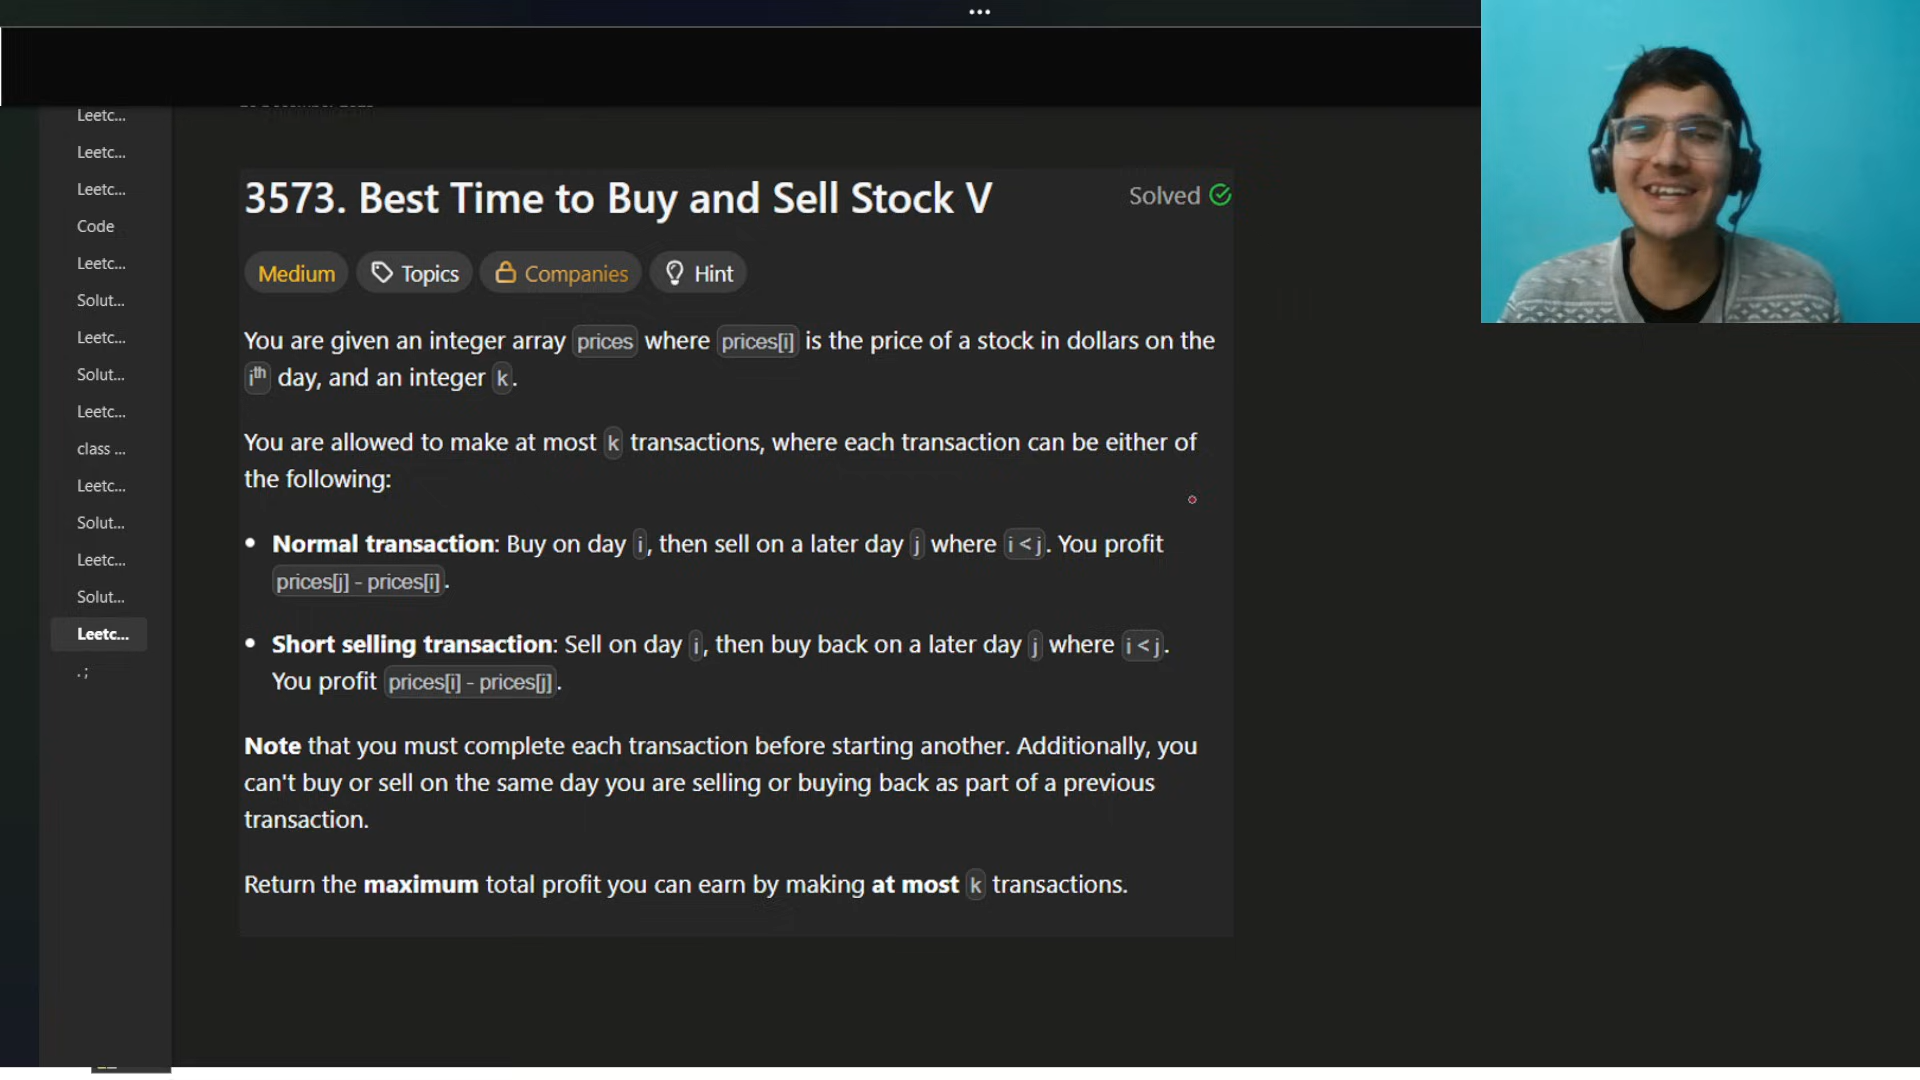 ...
Leetc...
Leetc...
Leetc...
Code
Leetc...
Solut...
Leetc...
Solut...
Leetc...
class ...
Leetc...
Solut...
Leetc...
Solut...
Leetc...
. ;
3573. Best Time to Buy and Sell Stock V
Solved
Medium Topics Companies Hint
You are given an integer array prices where prices[i] is the price of a stock in dollars on the
ith day, and an integer k.
You are allowed to make at most k transactions, where each transaction can be either of
the following:
• Normal transaction: Buy on day i, then sell on a later day j where i < j. You profit
prices[j] - prices[i].
• Short selling transaction: Sell on day i, then buy back on a later day j where i < j.
You profit prices[i] - prices[j].
Note that you must complete each transaction before starting another. Additionally, you
can't buy or sell on the same day you are selling or buying back as part of a previous
transaction.
Return the maximum total profit you can earn by making at most k transactions.